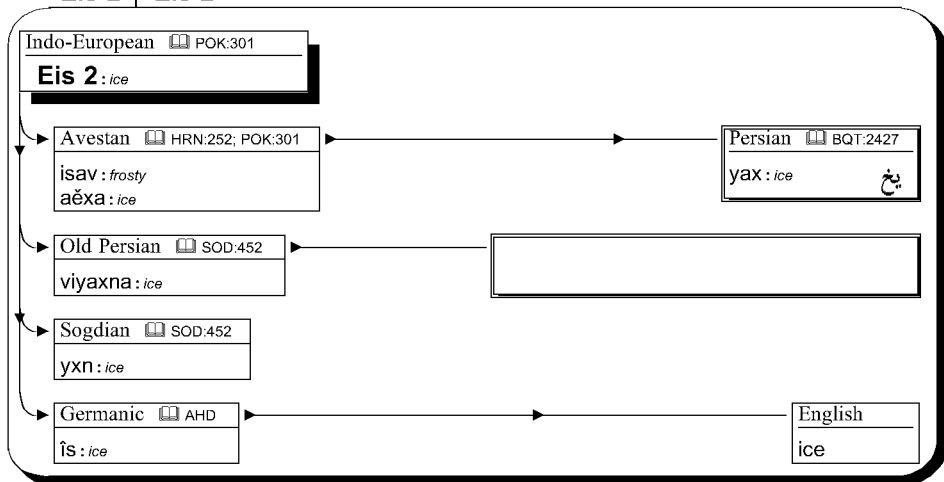 Indo-European POK:301
Eis 2 : ice
Avestan HRN:252; POK:301
isav : frosty
aěxa : ice
Persian BQT:2427
yax : ice یخ
Old Persian SOD:452
viyaxna : ice
Sogdian SOD:452
yxn : ice
Germanic AHD
îs : ice
English
ice